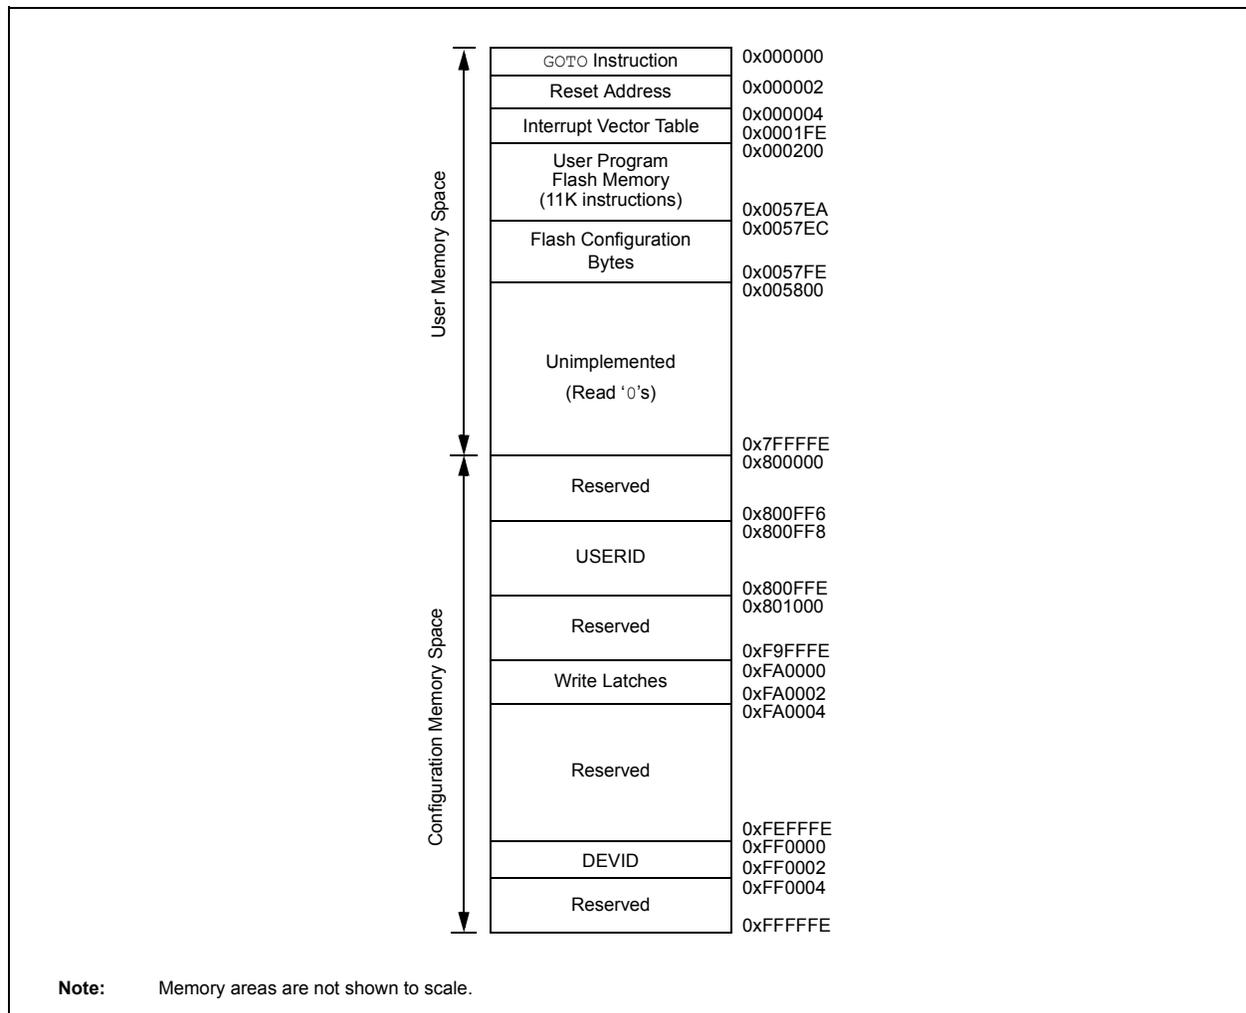 GOTO Instruction
0x000000
Reset Address
0x000002
Interrupt Vector Table
0x000004
0x0001FE
User Program
Flash Memory
(11K instructions)
0x000200
0x0057EA
Flash Configuration
Bytes
0x0057EC
0x0057FE
Unimplemented
(Read ‘0’s)
0x005800
0x7FFFFE
User Memory Space
Reserved
0x800000
0x800FF6
USERID
0x800FF8
0x800FFE
Reserved
0x801000
0xF9FFFE
Write Latches
0xFA0000
0xFA0002
Reserved
0xFA0004
0xFEFFFE
DEVID
0xFF0000
0xFF0002
Reserved
0xFF0004
0xFFFFFE
Configuration Memory Space
Note: Memory areas are not shown to scale.